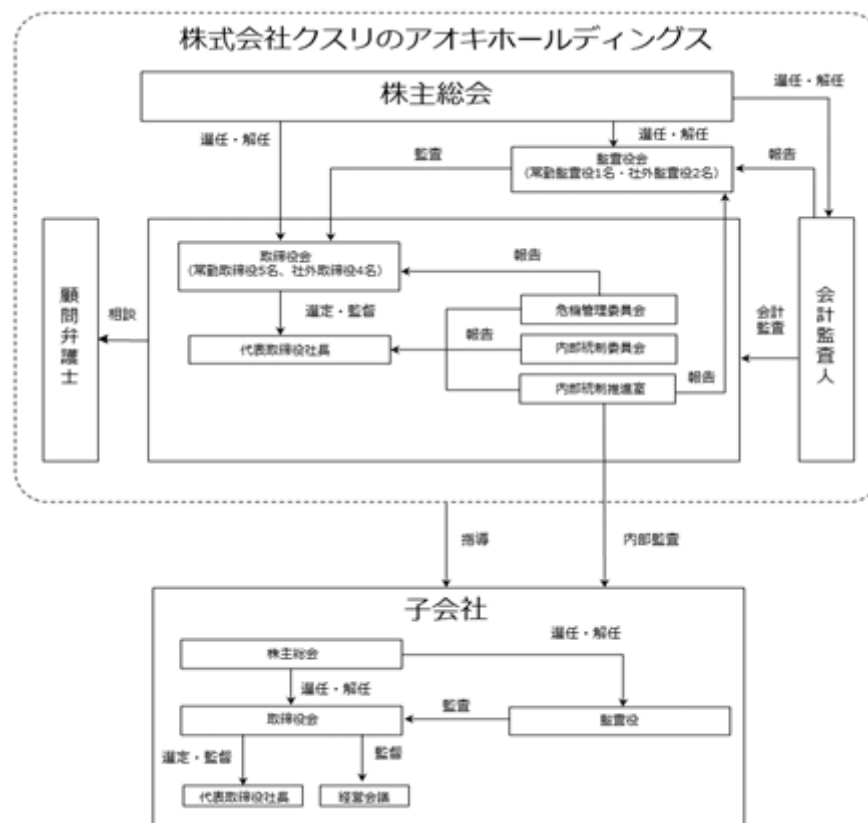 株式会社クスリのアオキホールディングス
株主総会
選任・解任
選任・解任
選任・解任
監査
監査役会
(常勤監査役1名・社外監査役2名)
報告
取締役会
(常勤取締役5名、社外取締役4名)
報告
顧問弁護士
相談
選定・監督
危機管理委員会
会計監査
会計監査人
代表取締役社長
報告
内部統制委員会
内部統制推進室
報告
指導
内部監査
子会社
選任・解任
株主総会
選任・解任
取締役会
監査
監査役
選定・監督
監督
代表取締役社長
経営会議